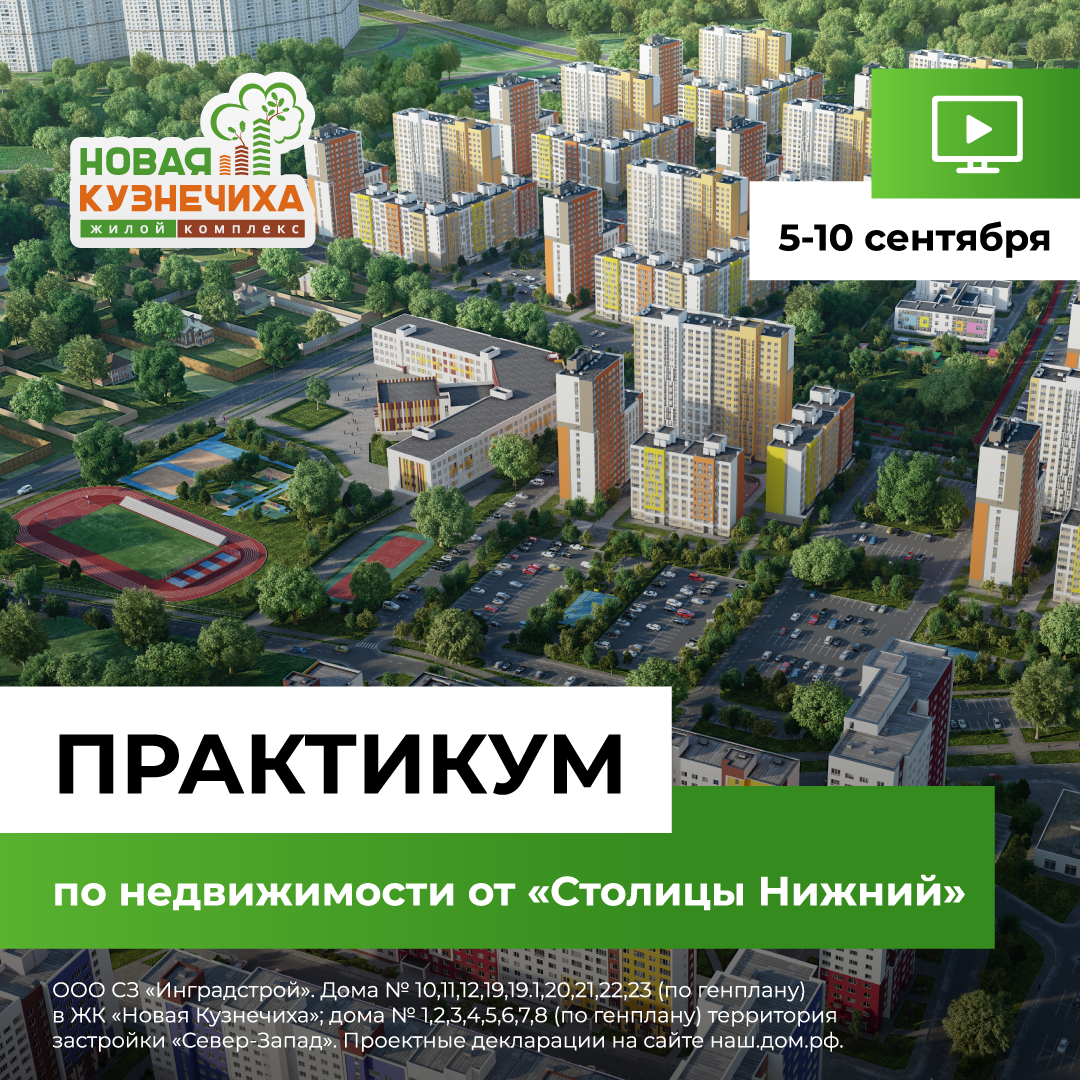 НОВАЯ
КУЗНЕЧИХА
ЖИЛОЙ КОМПЛЕКС
5-10 сентября
ПРАКТИКУМ
по недвижимости от «Столицы Нижний»
ООО СЗ «Инградстрой». Дома № 10,11,12,19,19.1,20,21,22,23 (по генплану)
в ЖК «Новая Кузнечиха»; дома № 1,2,3,4,5,6,7,8 (по генплану) территория
застройки «Север-Запад». Проектные декларации на сайте наш.дом.рф.